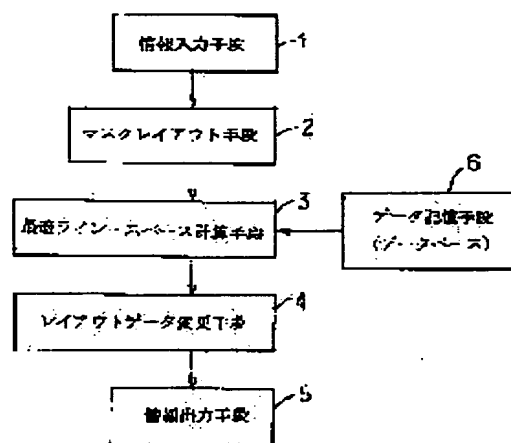 情報入力手段
1
マスクレイアウト手段
2
最適ライン・スペース計算手段
3
データ記憶手段
(データベース)
6
レイアウトデータ変更手段
4
情報出力手段
5